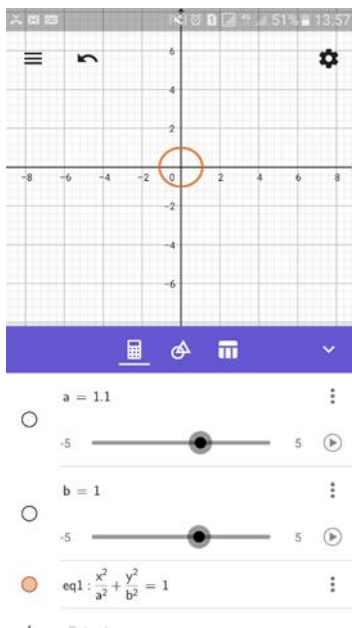 51% 13:57
6
4
2
-8 -6 -4 -2 0 2 4 6 8
-2
-4
-6
a = 1.1
-5 5
b = 1
-5 5
eq1 : x²/a² + y²/b² = 1